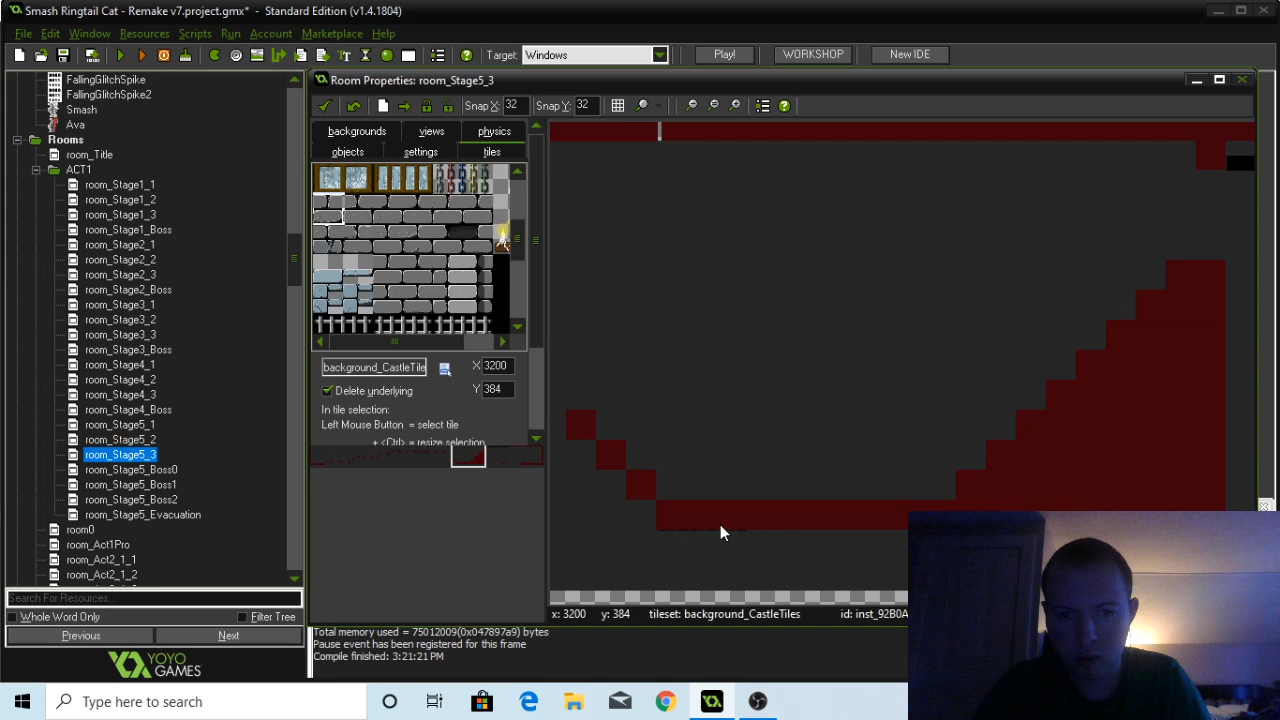 Smash Ringtail Cat - Remake v7.project.gmx* - Standard Edition (v1.4.1804)
File Edit Window Resources Scripts Run Account Marketplace Help
Target: Windows Play! WORKSHOP New IDE
FallingGlitchSpike
FallingGlitchSpike2
Smash
Ava
Rooms
room_Title
ACT1
room_Stage1_1
room_Stage1_2
room_Stage1_3
room_Stage1_Boss
room_Stage2_1
room_Stage2_2
room_Stage2_3
room_Stage2_Boss
room_Stage3_1
room_Stage3_2
room_Stage3_3
room_Stage3_Boss
room_Stage4_1
room_Stage4_2
room_Stage4_3
room_Stage4_Boss
room_Stage5_1
room_Stage5_2
room_Stage5_3
room_Stage5_Boss0
room_Stage5_Boss1
room_Stage5_Boss2
room_Stage5_Evacuation
room0
room_Act1Pro
room_Act2_1_1
room_Act2_1_2
Search For Resources...
Whole Word Only Filter Tree
Previous Next
YOYO
GAMES
Room Properties: room_Stage5_3
Snap X: 32 Snap Y: 32
backgrounds views physics
objects settings tiles
background_CastleTile X 3200
Delete underlying Y 384
In tile selection:
Left Mouse Button = select tile
+ <Ctrl> = resize selection
x: 3200 y: 384 tileset: background_CastleTiles id: inst_92B0A
Total memory used = 75012009(0x047897a9) bytes
Pause event has been registered for this frame
Compile finished: 3:21:21 PM
Type here to search